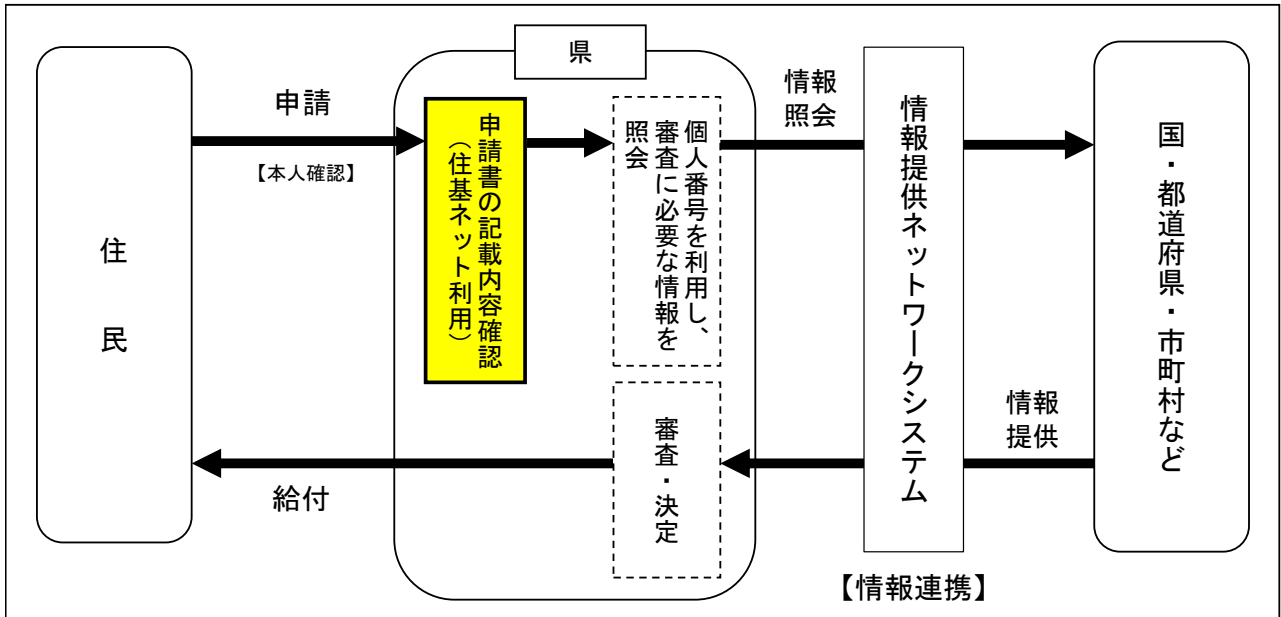 県
住民
申請
【本人確認】
申請書の記載内容確認
（住基ネット利用）
個人番号を利用し、
審査に必要な情報を
照会
情報
照会
情報提供ネットワークシステム
国・都道府県・市町村など
情報
提供
審査・決定
給付
【情報連携】